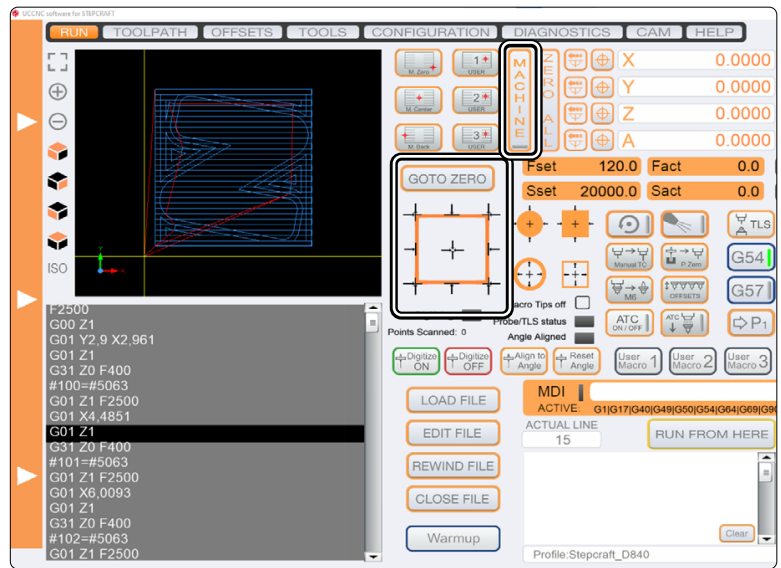 UCCNC software for STEPCRAFT
RUN TOOLPATH OFFSETS TOOLS CONFIGURATION DIAGNOSTICS CAM HELP
M. Zero 1 USER
M. Center 2 USER
M. Bank 3 USER
MACHINE
ZERO ALL
X 0.0000
Y 0.0000
Z 0.0000
A 0.0000
GOTO ZERO
Fset 120.0 Fact 0.0
Sset 20000.0 Sact 0.0
TLS
Manual TC P. Zero G54
M6 OFFSETS G57
ATC ON / OFF ATC P1
ISO
Y
acro Tips off
Probe/TLS status
Points Scanned: 0
Angle Aligned
Digitize ON Digitize OFF Align to Angle Reset Angle User Macro 1 User Macro 2 User Macro 3
F2500
G00 Z1
G01 Y2,9 X2,961
G01 Z1
G31 Z0 F400
#100=#5063
G01 Z1 F2500
G01 X4,4851
G01 Z1
G31 Z0 F400
#101=#5063
G01 Z1 F2500
G01 X6,0093
G01 Z1
G31 Z0 F400
#102=#5063
G01 Z1 F2500
LOAD FILE
EDIT FILE
REWIND FILE
CLOSE FILE
Warmup
MDI
ACTIVE: G1|G17|G40|G49|G50|G54|G64|G69|G90
ACTUAL LINE
15
RUN FROM HERE
Clear
Profile:Stepcraft_D840